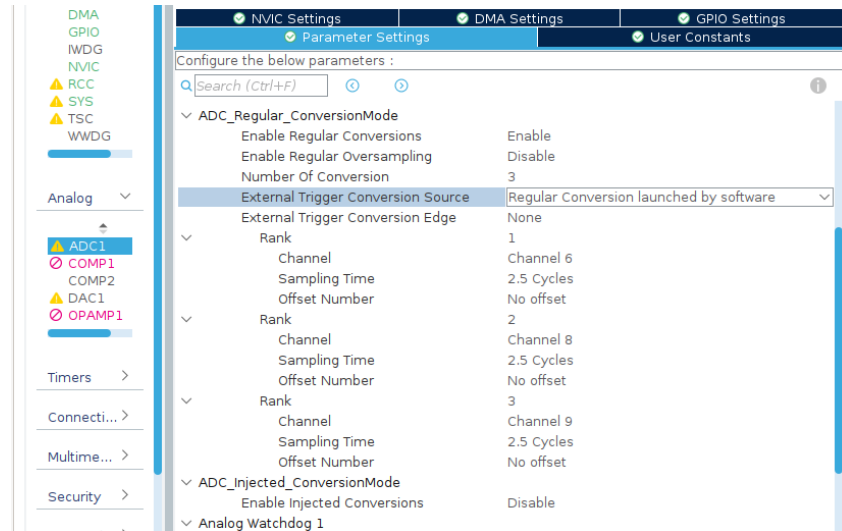 DMA
GPIO
IWDG
NVIC
RCC
SYS
TSC
WWDG
Analog
ADC1
COMP1
COMP2
DAC1
OPAMP1
Timers
Connecti...
Multime...
Security
NVIC Settings DMA Settings GPIO Settings
Parameter Settings User Constants
Configure the below parameters :
Search (Ctrl+F)
ADC_Regular_ConversionMode
Enable Regular Conversions Enable
Enable Regular Oversampling Disable
Number Of Conversion 3
External Trigger Conversion Source Regular Conversion launched by software
External Trigger Conversion Edge None
Rank 1
Channel Channel 6
Sampling Time 2.5 Cycles
Offset Number No offset
Rank 2
Channel Channel 8
Sampling Time 2.5 Cycles
Offset Number No offset
Rank 3
Channel Channel 9
Sampling Time 2.5 Cycles
Offset Number No offset
ADC_Injected_ConversionMode
Enable Injected Conversions Disable
Analog Watchdog 1